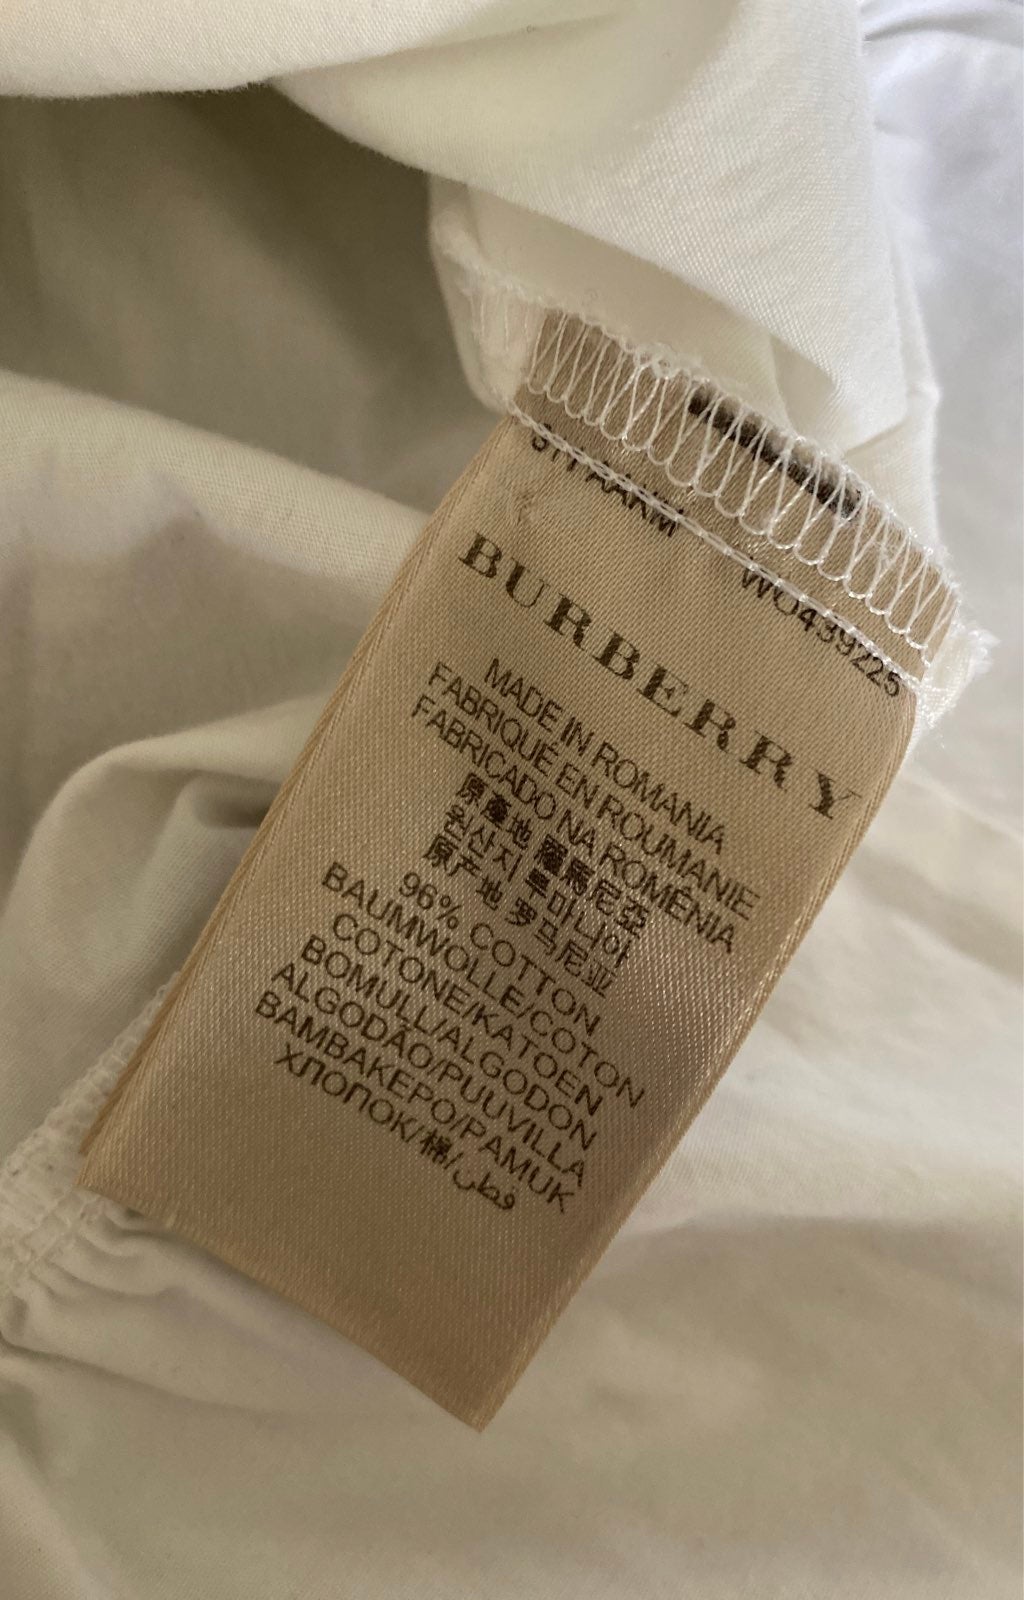 WO439225
BURBERRY
MADE IN ROMANIA
FABRIQUÉ EN ROUMANIE
FABRICADO NA ROMÊNIA
原產地 羅馬尼亞
원산지 루마니아
原产地 罗马尼亚
96% COTTON
BAUMWOLLE/COTON
COTONE/KATOEN
BOMULL/ALGODON
ALGODÃO/PUUVILLA
BAMBAKEPO/PAMUK
ХЛОПОК/棉/قطن